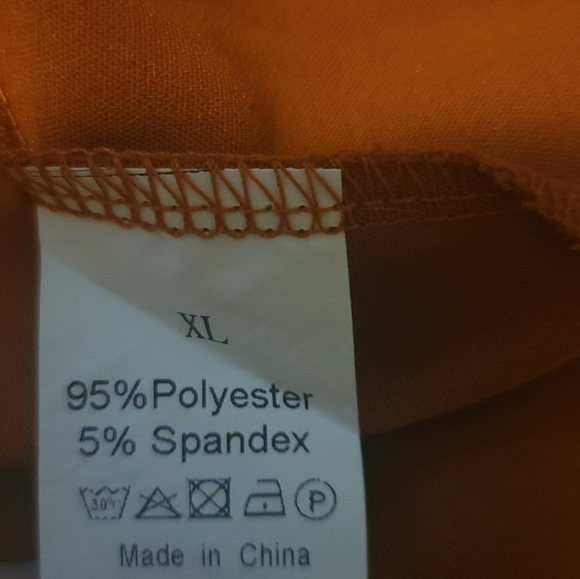 XL
95%Polyester
5% Spandex
30° P
Made in China